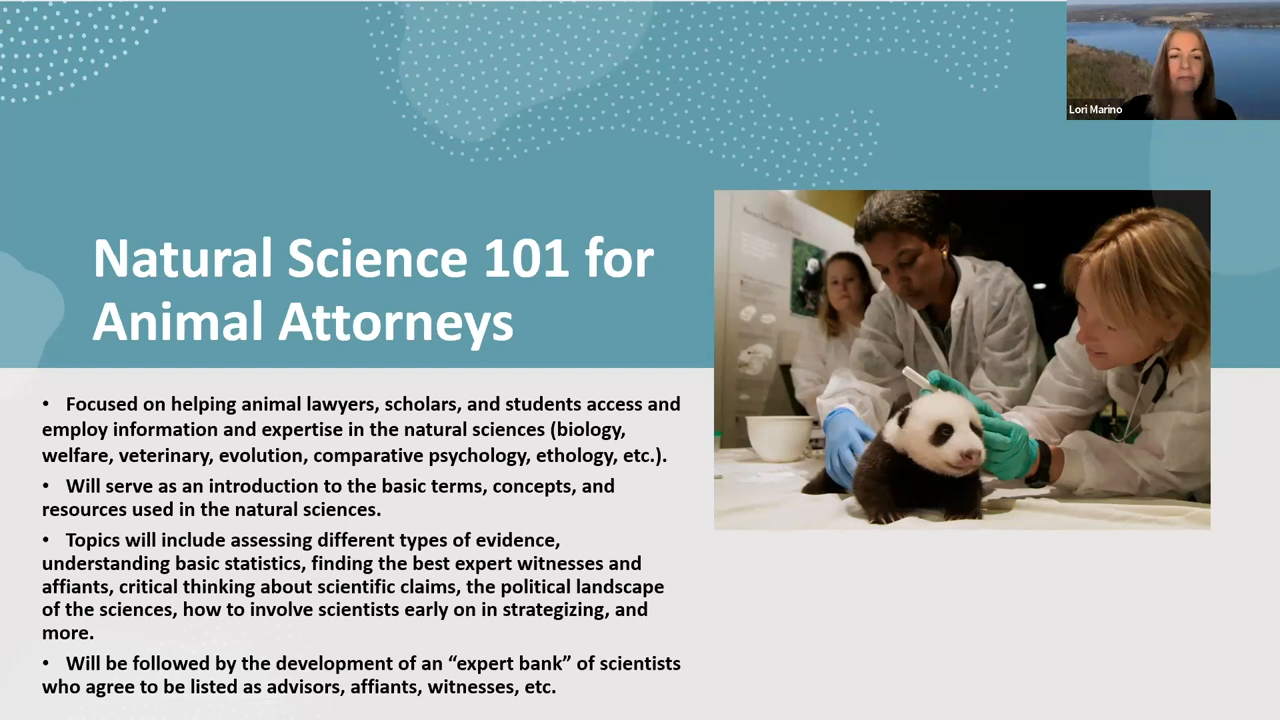 Lori Marino
Natural Science 101 for
Animal Attorneys
• Focused on helping animal lawyers, scholars, and students access and
employ information and expertise in the natural sciences (biology,
welfare, veterinary, evolution, comparative psychology, ethology, etc.).
• Will serve as an introduction to the basic terms, concepts, and
resources used in the natural sciences.
• Topics will include assessing different types of evidence,
understanding basic statistics, finding the best expert witnesses and
affiants, critical thinking about scientific claims, the political landscape
of the sciences, how to involve scientists early on in strategizing, and
more.
• Will be followed by the development of an “expert bank” of scientists
who agree to be listed as advisors, affiants, witnesses, etc.